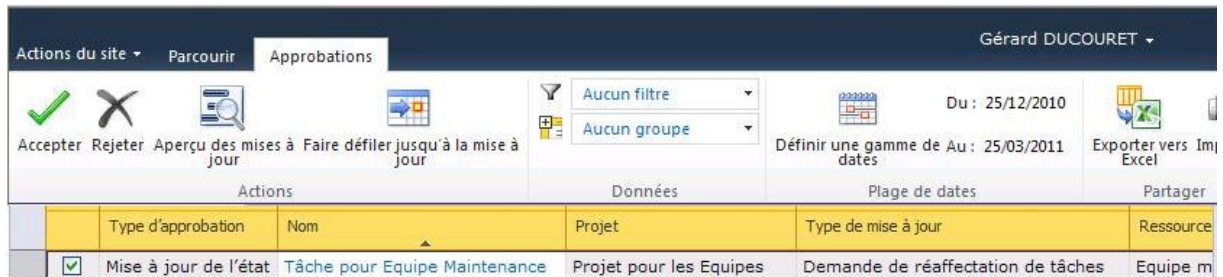 Gérard DUCOURET
Actions du site Parcourir Approbations
Aucun filtre
Du : 25/12/2010
Aucun groupe
Accepter Rejeter Aperçu des mises à jour Faire défiler jusqu'à la mise à jour
Définir une gamme de dates Au : 25/03/2011
Exporter vers Excel
Actions Données Plage de dates Partager
Type d'approbation Nom Projet Type de mise à jour Ressource
Mise à jour de l'état Tâche pour Equipe Maintenance Projet pour les Equipes Demande de réaffectation de tâches Equipe m